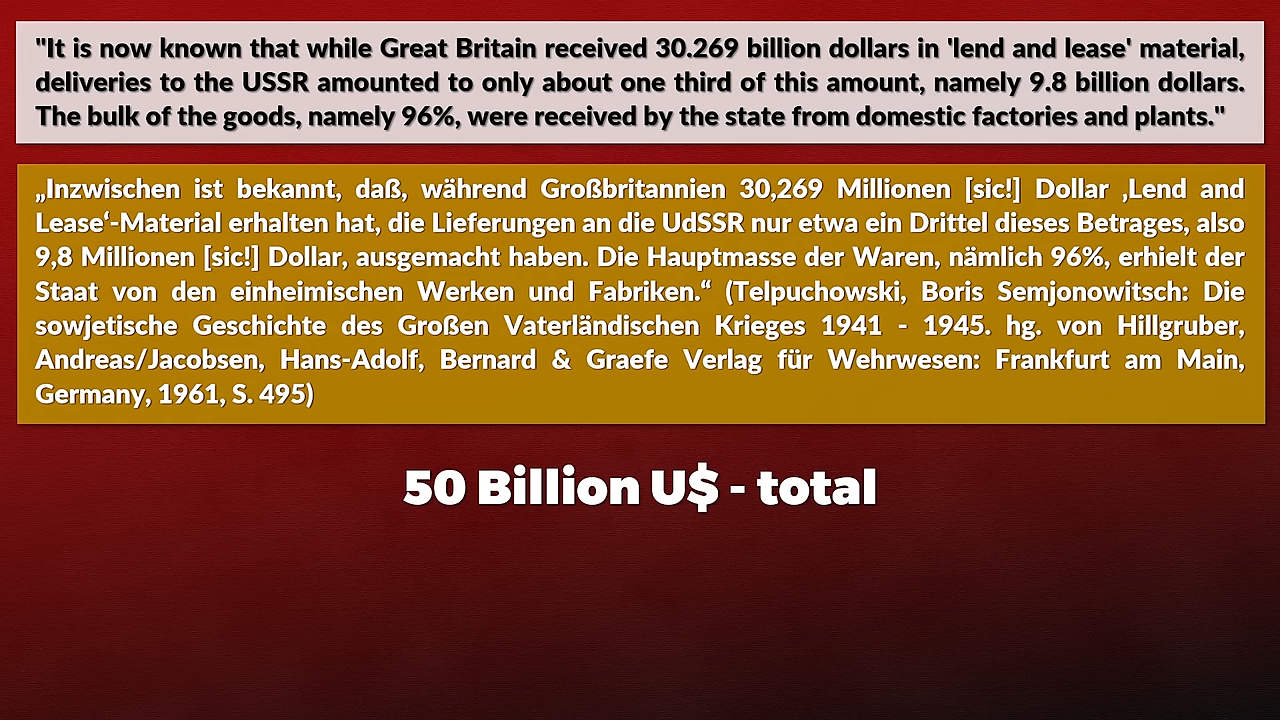 "It is now known that while Great Britain received 30.269 billion dollars in 'lend and lease' material,
deliveries to the USSR amounted to only about one third of this amount, namely 9.8 billion dollars.
The bulk of the goods, namely 96%, were received by the state from domestic factories and plants."
„Inzwischen ist bekannt, daß, während Großbritannien 30,269 Millionen [sic!] Dollar ‚Lend and
Lease‘-Material erhalten hat, die Lieferungen an die UdSSR nur etwa ein Drittel dieses Betrages, also
9,8 Millionen [sic!] Dollar, ausgemacht haben. Die Hauptmasse der Waren, nämlich 96%, erhielt der
Staat von den einheimischen Werken und Fabriken.“ (Telpuchowski, Boris Semjonowitsch: Die
sowjetische Geschichte des Großen Vaterländischen Krieges 1941 - 1945. hg. von Hillgruber,
Andreas/Jacobsen, Hans-Adolf, Bernard & Graefe Verlag für Wehrwesen: Frankfurt am Main,
Germany, 1961, S. 495)
50 Billion U$ - total